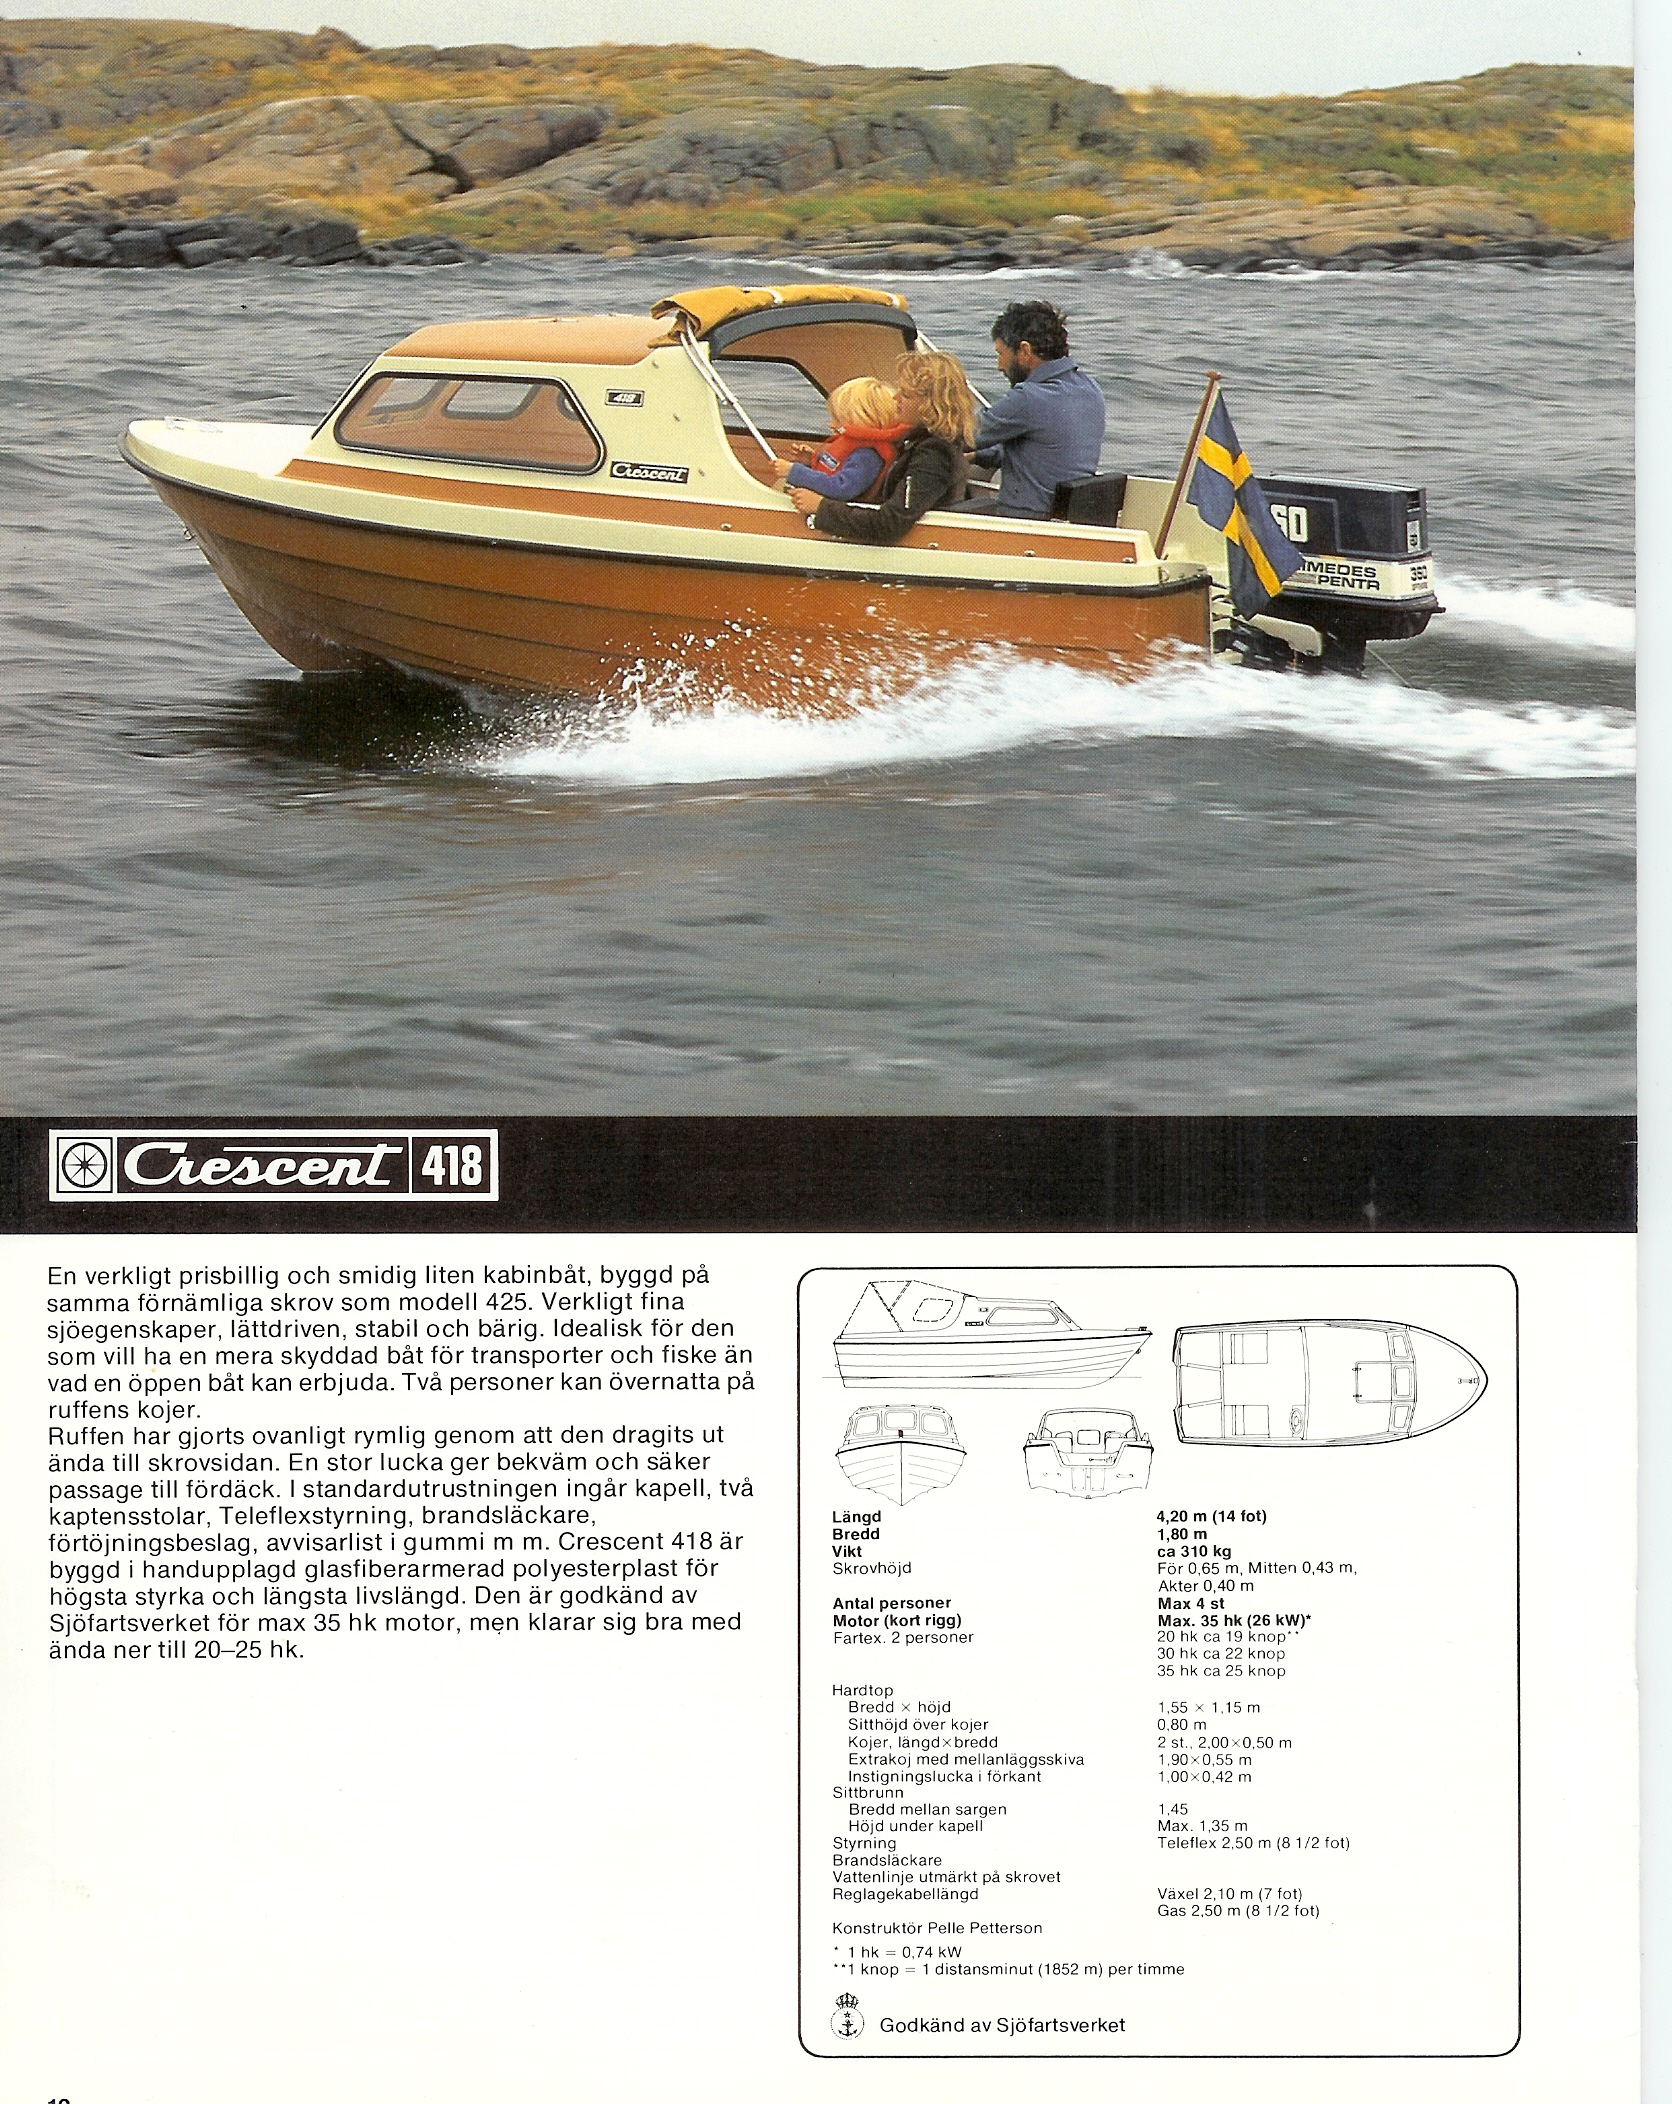 418
Crescent
50
IMEDES
PENTA
350
Crescent 418
En verkligt prisbillig och smidig liten kabinbåt, byggd på
samma förnämliga skrov som modell 425. Verkligt fina
sjöegenskaper, lättdriven, stabil och bärig. Idealisk för den
som vill ha en mera skyddad båt för transporter och fiske än
vad en öppen båt kan erbjuda. Två personer kan övernatta på
ruffens kojer.
Ruffen har gjorts ovanligt rymlig genom att den dragits ut
ända till skrovsidan. En stor lucka ger bekväm och säker
passage till fördäck. I standardutrustningen ingår kapell, två
kaptensstolar, Teleflexstyrning, brandsläckare,
förtöjningsbeslag, avvisarlist i gummi m m. Crescent 418 är
byggd i handupplagd glasfiberarmerad polyesterplast för
högsta styrka och längsta livslängd. Den är godkänd av
Sjöfartsverket för max 35 hk motor, men klarar sig bra med
ända ner till 20–25 hk.
Längd 4,20 m (14 fot)
Bredd 1,80 m
Vikt ca 310 kg
Skrovhöjd För 0,65 m, Mitten 0,43 m,
Akter 0,40 m
Antal personer Max 4 st
Motor (kort rigg) Max. 35 hk (26 kW)*
Fartex. 2 personer 20 hk ca 19 knop**
30 hk ca 22 knop
35 hk ca 25 knop
Hardtop
Bredd × höjd 1,55 × 1,15 m
Sitthöjd över kojer 0,80 m
Kojer, längd×bredd 2 st., 2,00×0,50 m
Extrakoj med mellanläggsskiva 1,90×0,55 m
Instigningslucka i förkant 1,00×0,42 m
Sittbrunn
Bredd mellan sargen 1,45
Höjd under kapell Max. 1,35 m
Styrning Teleflex 2,50 m (8 1/2 fot)
Brandsläckare
Vattenlinje utmärkt på skrovet
Reglagekabellängd Växel 2,10 m (7 fot)
Gas 2,50 m (8 1/2 fot)
Konstruktör Pelle Petterson
* 1 hk = 0,74 kW
**1 knop = 1 distansminut (1852 m) per timme
Godkänd av Sjöfartsverket